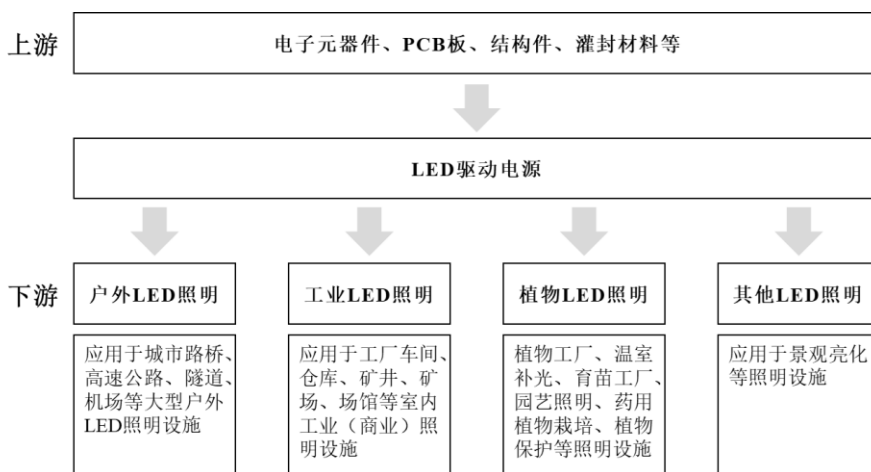 上游
电子元器件、PCB板、结构件、灌封材料等
LED驱动电源
下游
户外LED照明
工业LED照明
植物LED照明
其他LED照明
应用于城市路桥、
高速公路、隧道、
机场等大型户外
LED照明设施
应用于工厂车间、
仓库、矿井、矿
场、场馆等室内
工业（商业）照
明设施
植物工厂、温室
补光、育苗工厂、
园艺照明、药用
植物栽培、植物
保护等照明设施
应用于景观亮化
等照明设施